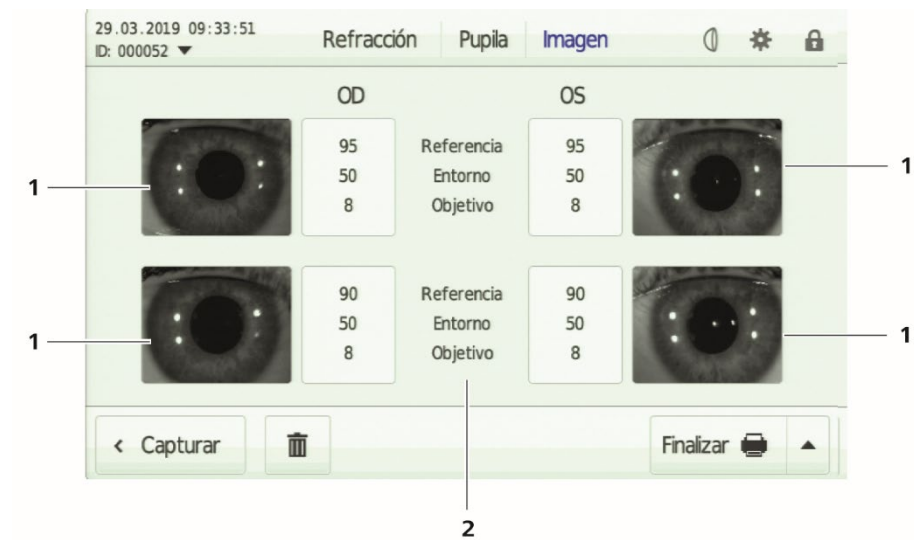 29.03.2019 09:33:51
ID: 000052
Refracción Pupila Imagen
OD OS
95 Referencia 95
50 Entorno 50
8 Objetivo 8
1 1
90 Referencia 90
50 Entorno 50
8 Objetivo 8
1 1
Capturar Finalizar
2